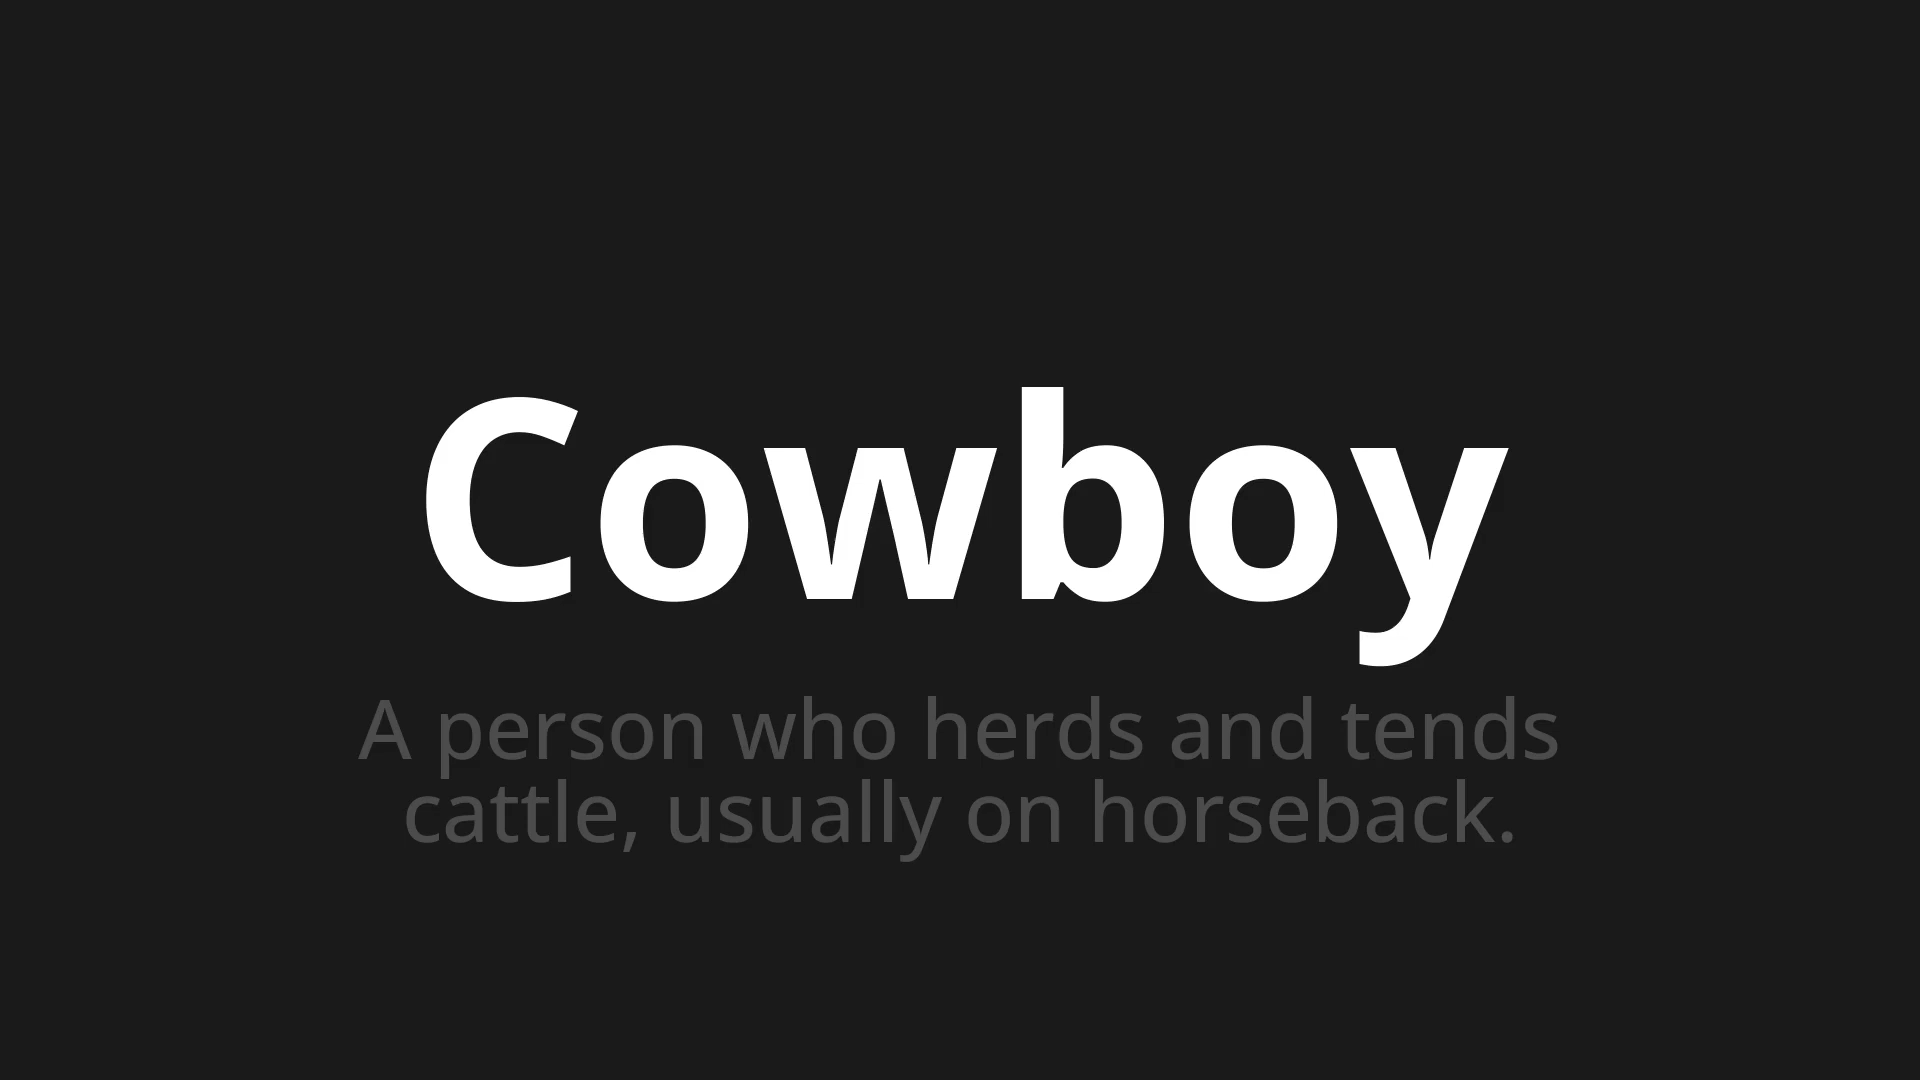 Cowboy
A person who herds and tends
cattle, usually on horseback.